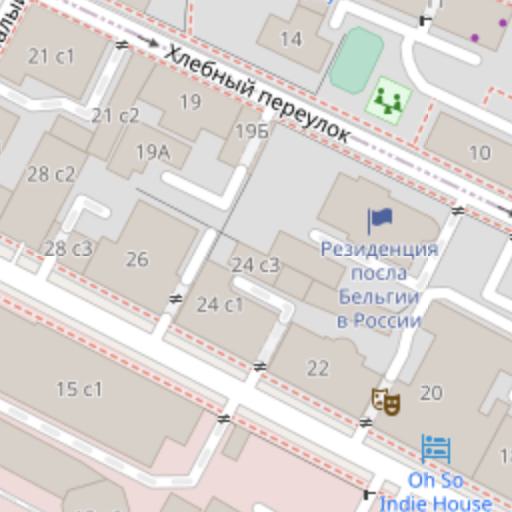 14
21 с1
Хлебный переулок
19
21 с2
19Б
19А
10
28 с2
Резиденция
посла
Бельгии
в России
28 с3
26
24 с3
24 с1
22
20
15 с1
Oh So
Indie House